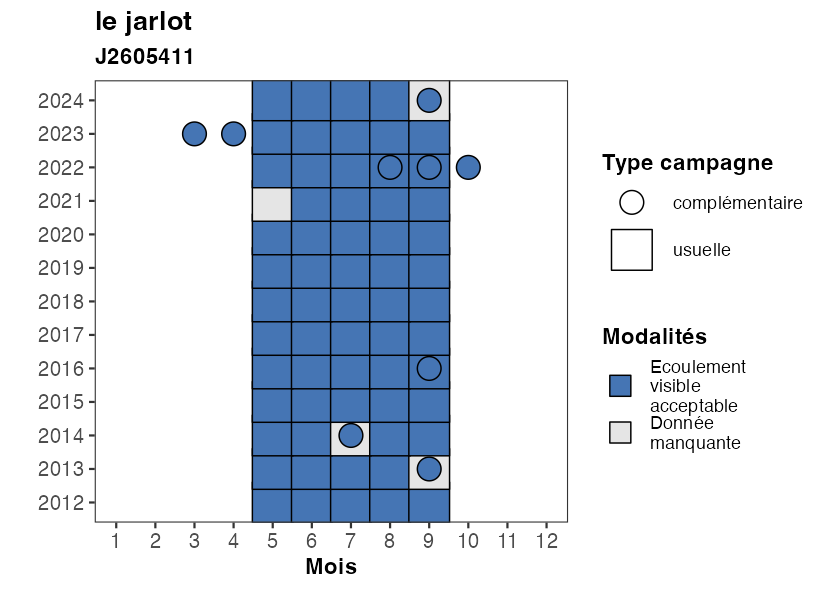 le jarlot
J2605411
2024
2023
2022
2021
2020
2019
2018
2017
2016
2015
2014
2013
2012
1 2 3 4 5 6 7 8 9 10 11 12
Mois
Type campagne
complémentaire
usuelle
Modalités
Ecoulement
visible
acceptable
Donnée
manquante